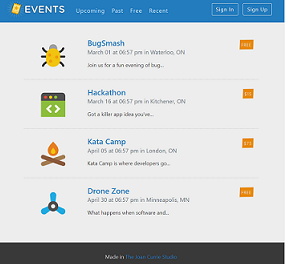 EVENTS Upcoming Past Free Recent Sign In Sign Up
BugSmash FREE
March 01 at 06:57 pm in Waterloo, ON
Join us for a fun evening of bug...
Hackathon
March 16 at 06:57 pm in Kitchener, ON
Got a killer app idea you've...
Kata Camp $75
April 05 at 06:57 pm in London, ON
Kata Camp is where developers go...
Drone Zone FREE
April 30 at 06:57 pm in Minneapolis, MN
What happens when software and...
Made in The Java Game Studio